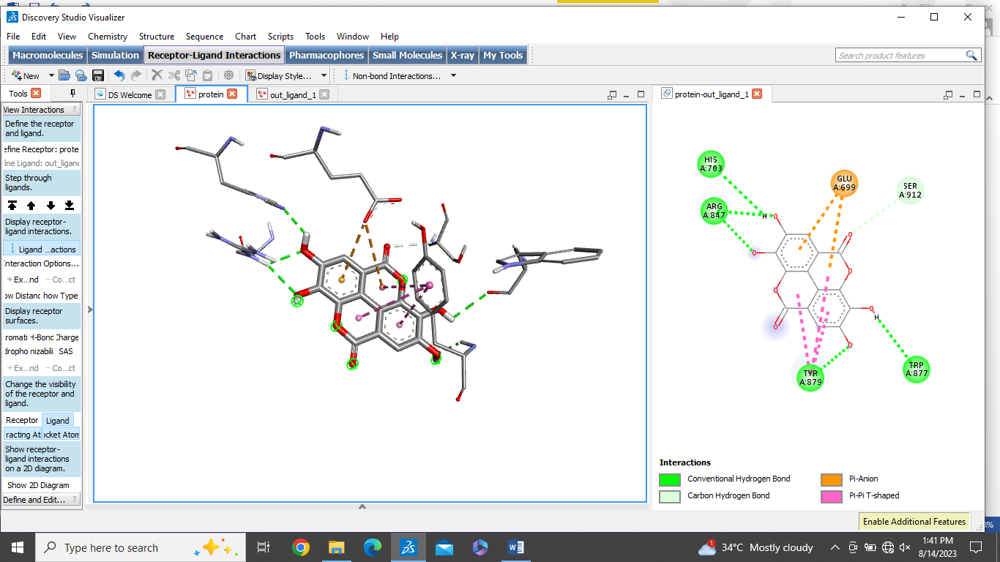 Discovery Studio Visualizer
File Edit View Chemistry Structure Sequence Chart Scripts Tools Window Help
Macromolecules Simulation Receptor-Ligand Interactions Pharmacophores Small Molecules X-ray My Tools
Search product features
New Display Style... Non-bond Interactions...
Tools
DS Welcome protein out_ligand_1
protein-out_ligand_1
View Interactions ?
Define the receptor
and ligand.
efine Receptor: prote
ine Ligand: out_ligand
Step through
ligands.
Display receptor-
ligand interactions.
Ligand ...actions
Interaction Options...
+ Ex...nd − Co...ct
ow Distanc how Type
Display receptor
surfaces.
romati H-Bond Charge
dropho nizabili SAS
+ Ex...nd − Co...ct
Change the visibility
of the receptor and
ligand.
Receptor Ligand
racting At ocket Atom
Show receptor-
ligand interactions
on a 2D diagram.
Show 2D Diagram
Define and Edit... ?
HIS
A:703
GLU
A:699
SER
A:912
ARG
A:847
H O
O
O
O
O
O
O
H
O
TYR
A:879
TRP
A:877
Interactions
Conventional Hydrogen Bond
Carbon Hydrogen Bond
Pi-Anion
Pi-Pi T-shaped
Enable Additional Features
Type here to search
1
34°C Mostly cloudy
1:41 PM
8/14/2023